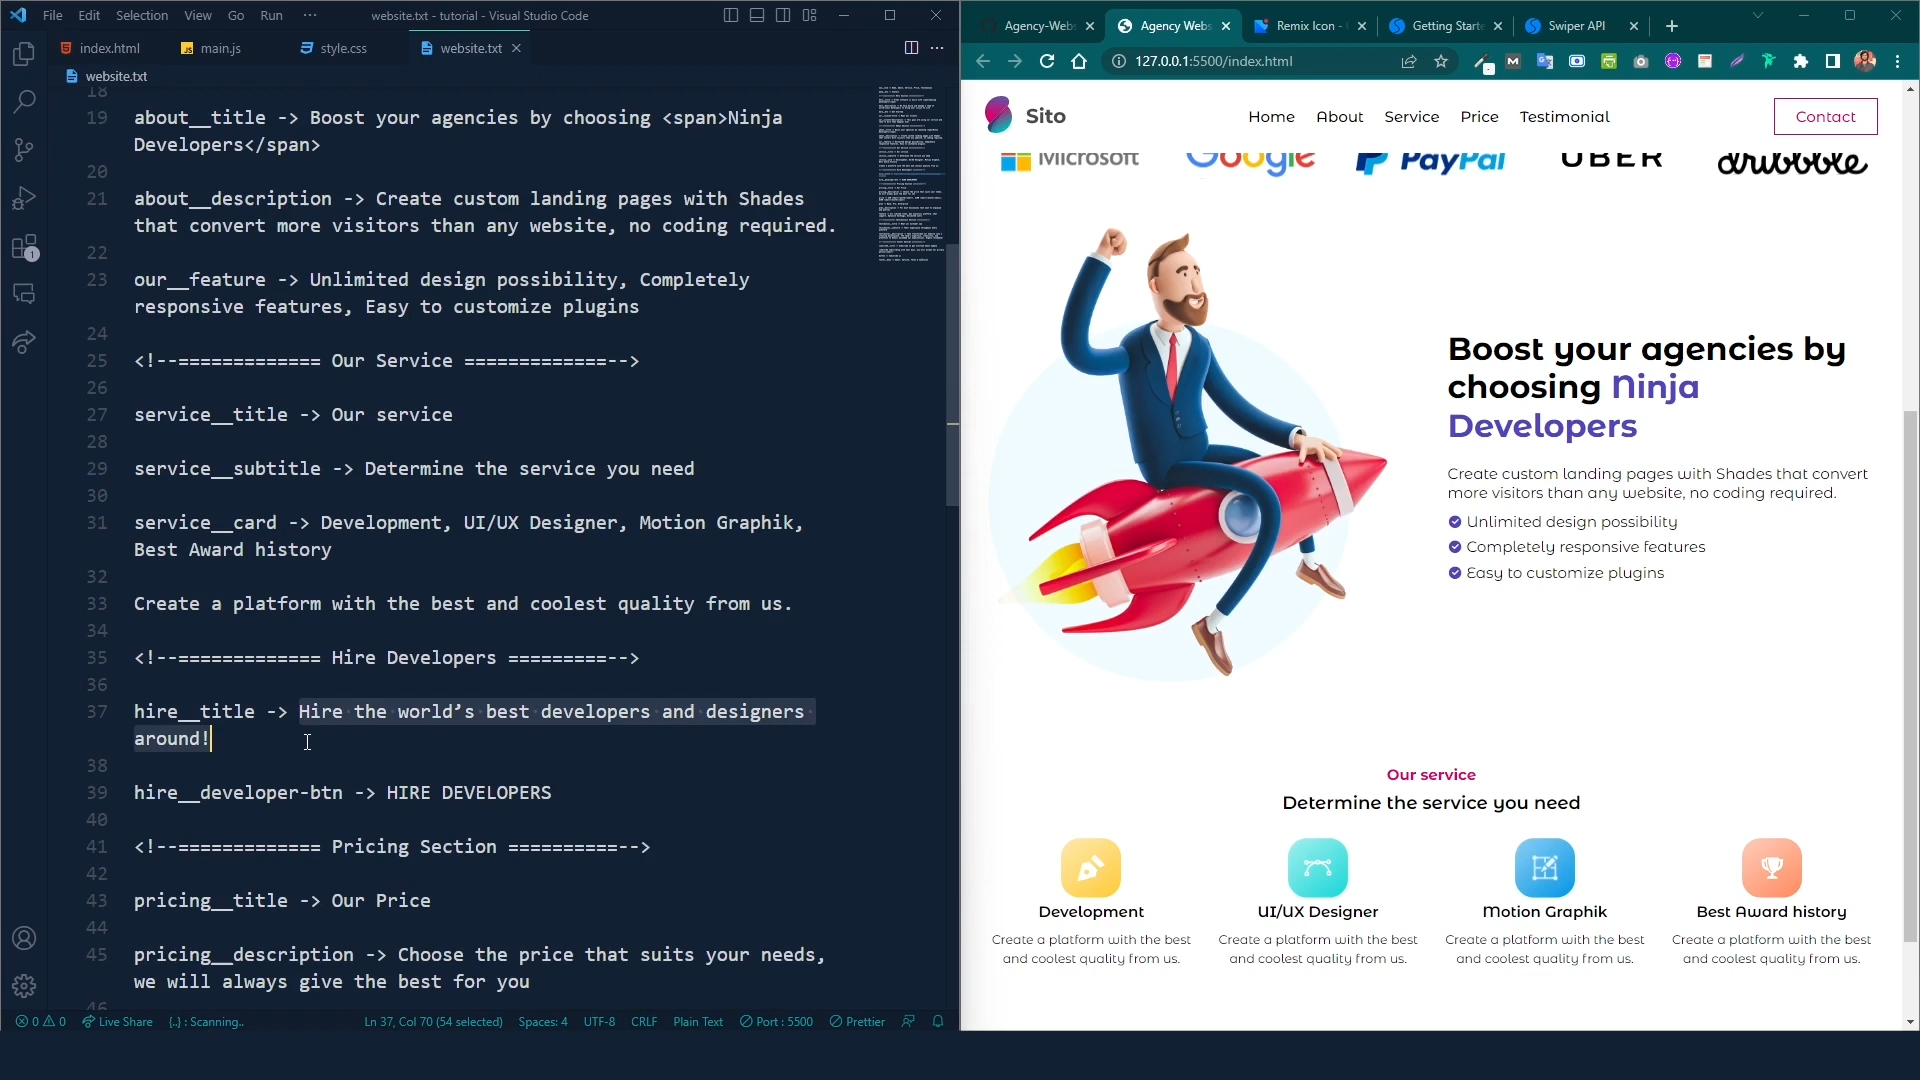 File Edit Selection View Go Run ··· website.txt - tutorial - Visual Studio Code
index.html main.js style.css website.txt
website.txt
18
19 about__title -> Boost your agencies by choosing <span>Ninja
Developers</span>
20
21 about__description -> Create custom landing pages with Shades
that convert more visitors than any website, no coding required.
22
23 our__feature -> Unlimited design possibility, Completely
responsive features, Easy to customize plugins
24
25 <!--============= Our Service =============-->
26
27 service__title -> Our service
28
29 service__subtitle -> Determine the service you need
30
31 service__card -> Development, UI/UX Designer, Motion Graphik,
Best Award history
32
33 Create a platform with the best and coolest quality from us.
34
35 <!--============= Hire Developers =========-->
36
37 hire__title -> Hire the world’s best developers and designers
around!
38
39 hire__developer-btn -> HIRE DEVELOPERS
40
41 <!--============= Pricing Section ==========-->
42
43 pricing__title -> Our Price
44
45 pricing__description -> Choose the price that suits your needs,
we will always give the best for you
46
0 0 Live Share {..} : Scanning.. Ln 37, Col 70 (54 selected) Spaces: 4 UTF-8 CRLF Plain Text Port : 5500 Prettier
Agency-Webs Agency Webs Remix Icon - Getting Starte Swiper API
127.0.0.1:5500/index.html
Sito Home About Service Price Testimonial Contact
Microsoft Google PayPal UBER dribbble
Boost your agencies by
choosing Ninja
Developers
Create custom landing pages with Shades that convert
more visitors than any website, no coding required.
Unlimited design possibility
Completely responsive features
Easy to customize plugins
Our service
Determine the service you need
Development UI/UX Designer Motion Graphik Best Award history
Create a platform with the best Create a platform with the best Create a platform with the best Create a platform with the best
and coolest quality from us. and coolest quality from us. and coolest quality from us. and coolest quality from us.